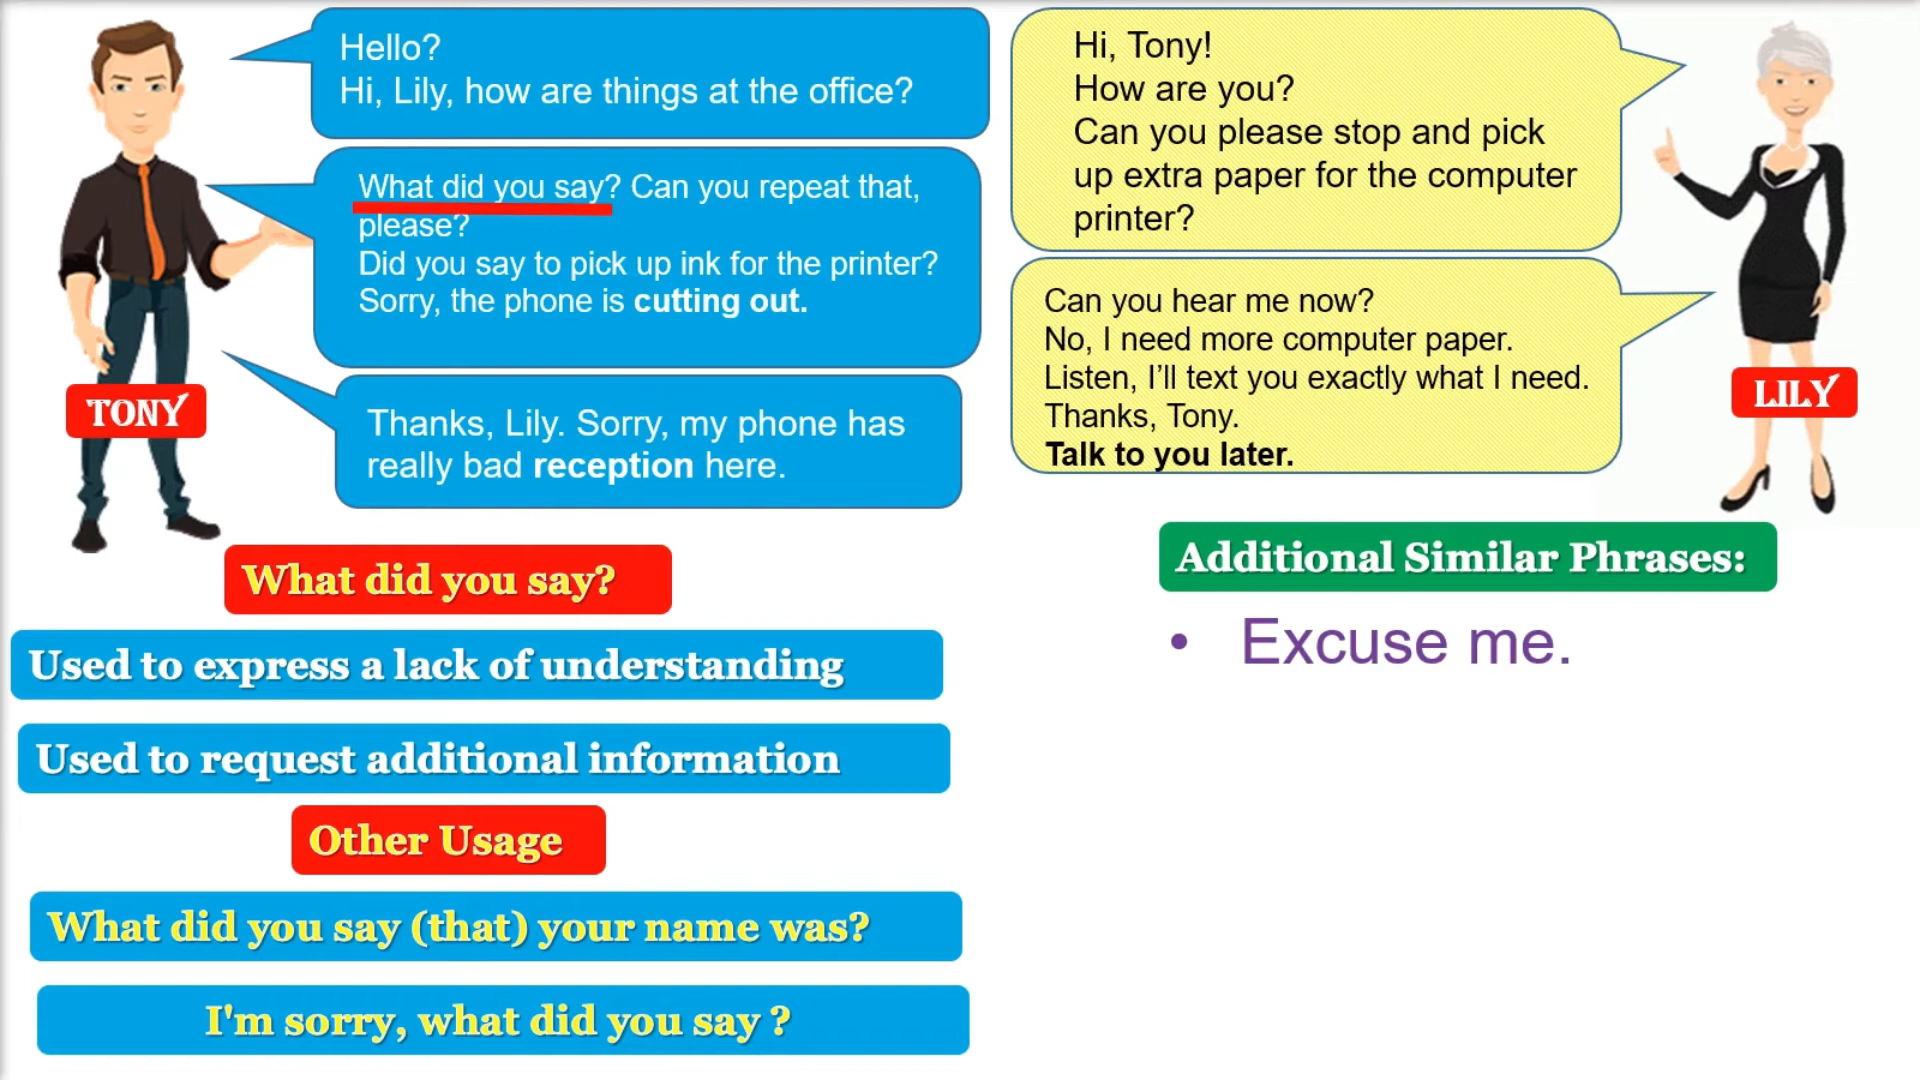 Hello?
Hi, Lily, how are things at the office?
Hi, Tony!
How are you?
Can you please stop and pick
up extra paper for the computer
printer?
What did you say? Can you repeat that,
please?
Did you say to pick up ink for the printer?
Sorry, the phone is cutting out.
Can you hear me now?
No, I need more computer paper.
Listen, I’ll text you exactly what I need.
Thanks, Tony.
Talk to you later.
Thanks, Lily. Sorry, my phone has
really bad reception here.
TONY
LILY
What did you say?
Used to express a lack of understanding
Used to request additional information
Other Usage
What did you say (that) your name was?
I'm sorry, what did you say ?
Additional Similar Phrases:
• Excuse me.